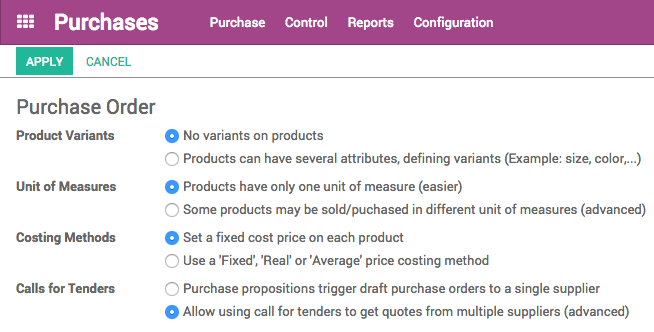 Purchases Purchase Control Reports Configuration
APPLY CANCEL
Purchase Order
Product Variants No variants on products
Products can have several attributes, defining variants (Example: size, color,...)
Unit of Measures Products have only one unit of measure (easier)
Some products may be sold/puchased in different unit of measures (advanced)
Costing Methods Set a fixed cost price on each product
Use a 'Fixed', 'Real' or 'Average' price costing method
Calls for Tenders Purchase propositions trigger draft purchase orders to a single supplier
Allow using call for tenders to get quotes from multiple suppliers (advanced)